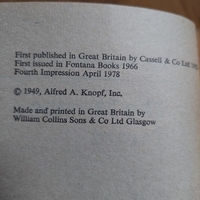 First published in Great Britain by Cassell & Co Ltd
First issued in Fontana Books 1966
Fourth Impression April 1978
© 1949, Alfred A. Knopf, Inc.
Made and printed in Great Britain by
William Collins Sons & Co Ltd Glasgow